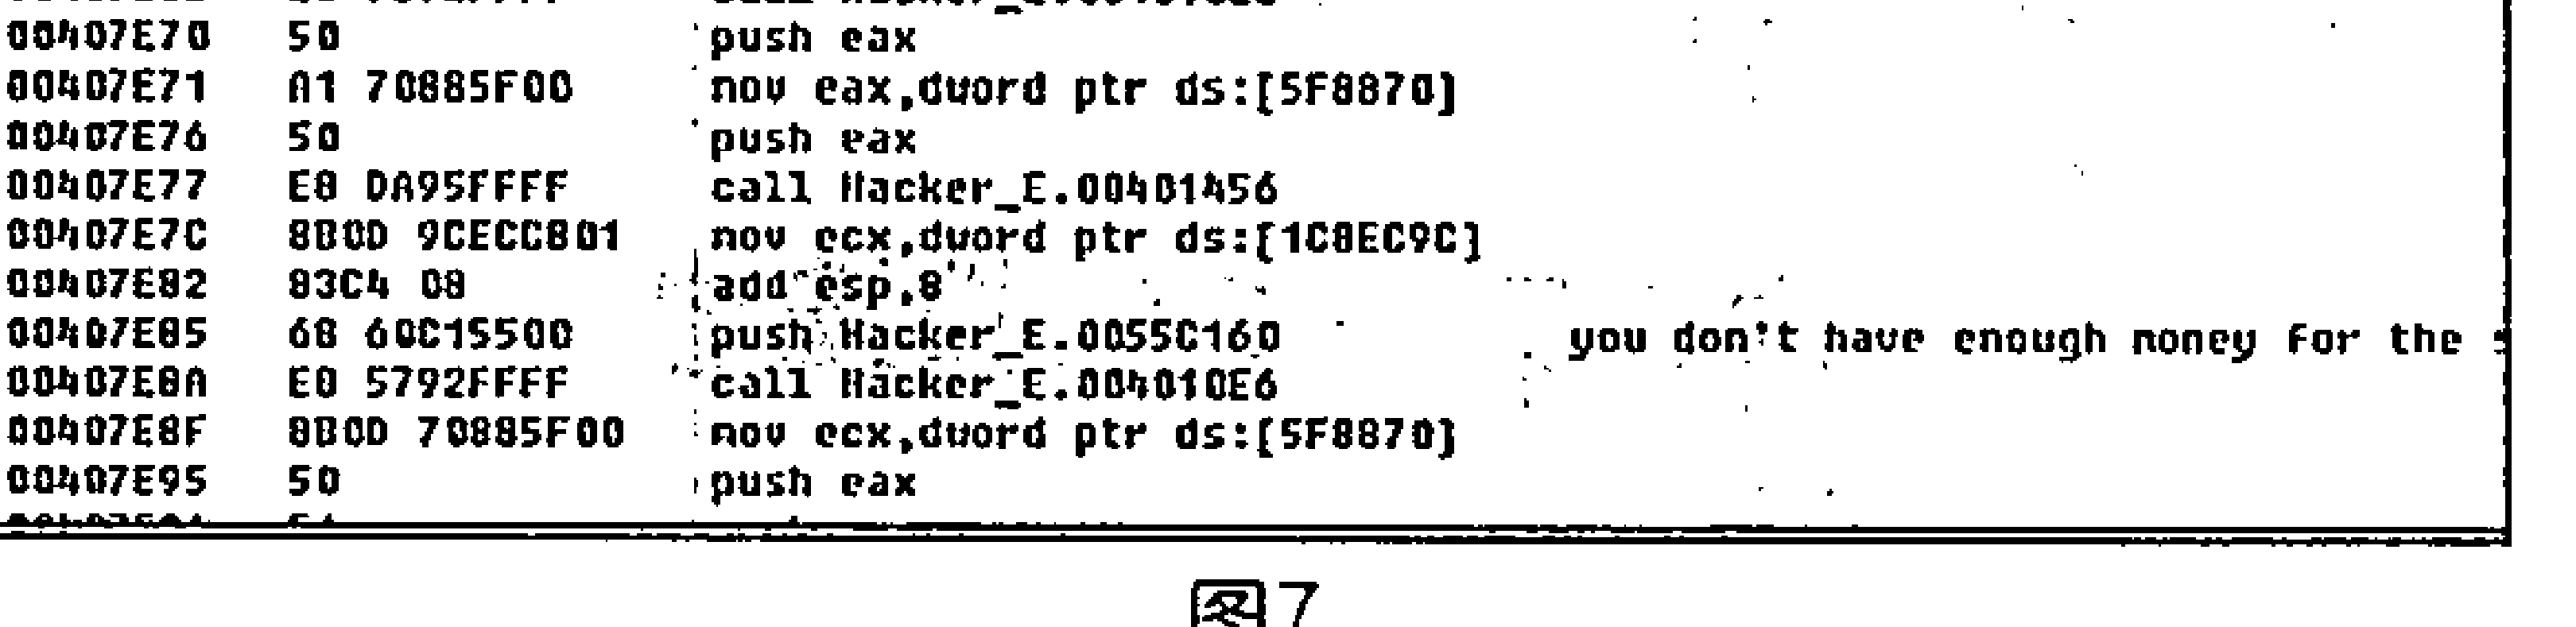 00407E70 50 push eax
00407E71 A1 70885F00 mov eax,dword ptr ds:[5F8870]
00407E76 50 push eax
00407E77 E8 DA95FFFF call Hacker_E.00401456
00407E7C 8B0D 9CECC801 mov ecx,dword ptr ds:[1C8EC9C]
00407E82 83C4 08 add esp,8
00407E85 68 60C15500 push Hacker_E.0055C160 you don't have enough money for the
00407E8A E8 5792FFFF call Hacker_E.004010E6
00407E8F 8B0D 70885F00 mov ecx,dword ptr ds:[5F8870]
00407E95 50 push eax
图7